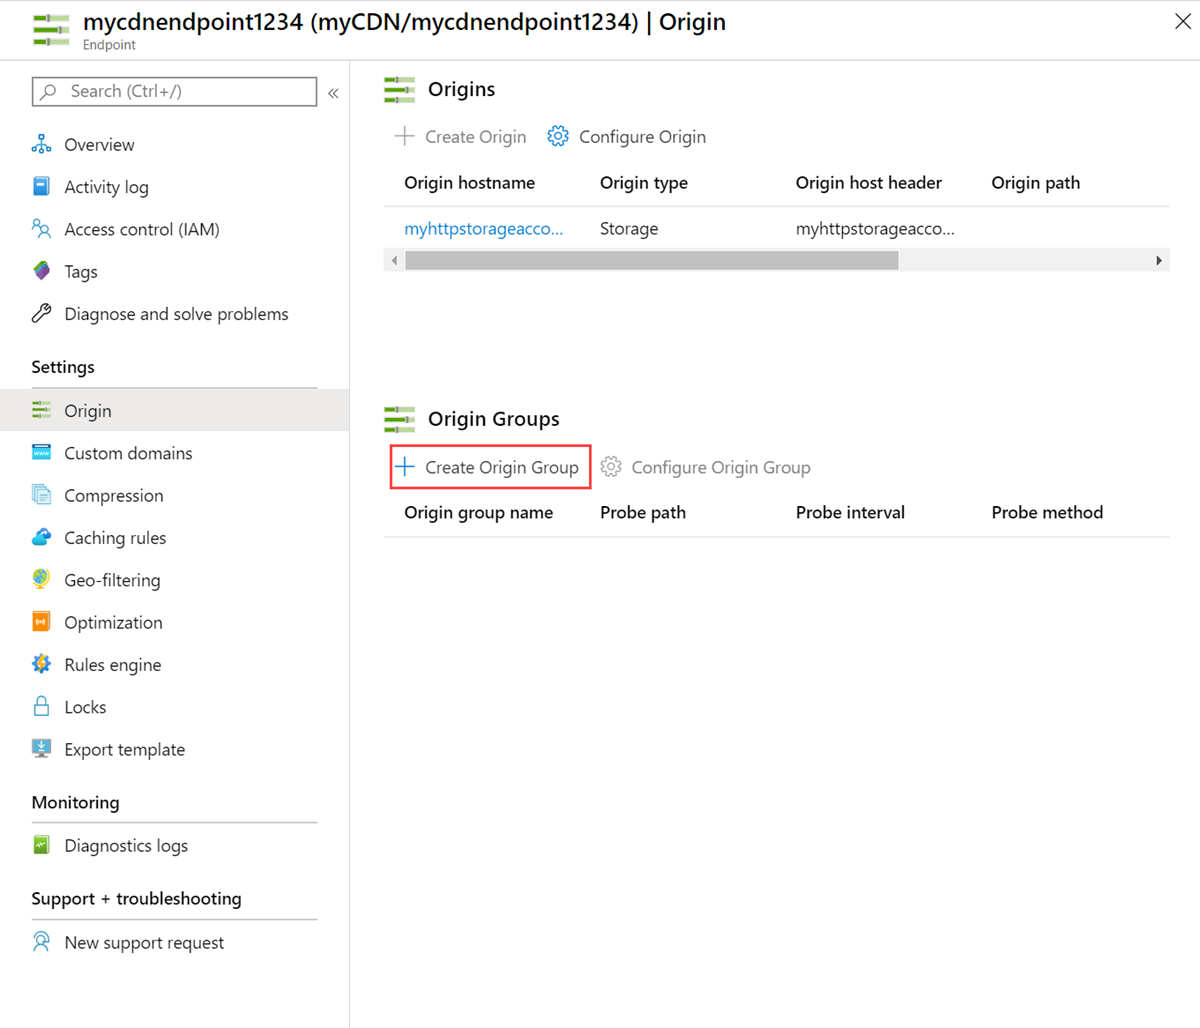 mycdnendpoint1234 (myCDN/mycdnendpoint1234) | Origin
Endpoint
Search (Ctrl+/)
«
Overview
Activity log
Access control (IAM)
Tags
Diagnose and solve problems
Settings
Origin
Custom domains
Compression
Caching rules
Geo-filtering
Optimization
Rules engine
Locks
Export template
Monitoring
Diagnostics logs
Support + troubleshooting
New support request
Origins
Create Origin Configure Origin
Origin hostname Origin type Origin host header Origin path
myhttpstorageacco... Storage myhttpstorageacco...
Origin Groups
Create Origin Group Configure Origin Group
Origin group name Probe path Probe interval Probe method